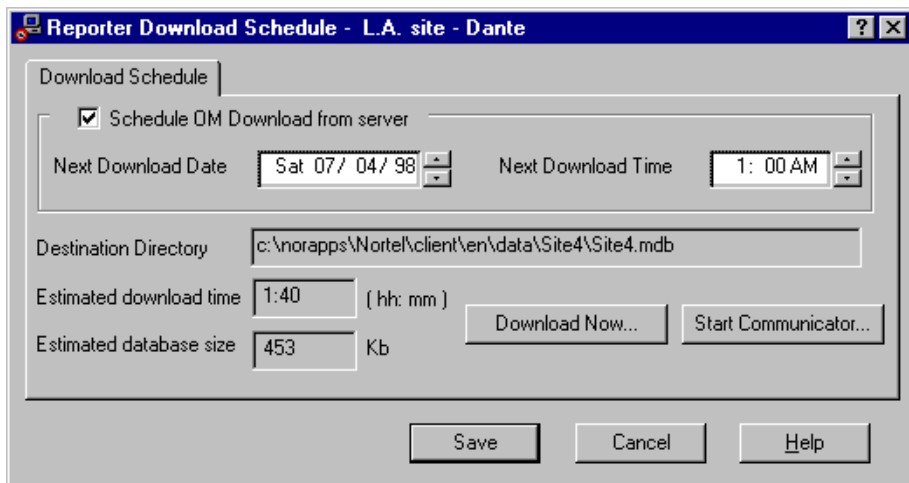 Reporter Download Schedule - L.A. site - Dante
Download Schedule
Schedule OM Download from server
Next Download Date Sat 07/ 04/ 98 Next Download Time 1: 00 AM
Destination Directory c:\norapps\Nortel\client\en\data\Site4\Site4.mdb
Estimated download time 1:40 ( hh: mm )
Download Now... Start Communicator...
Estimated database size 453 Kb
Save Cancel Help